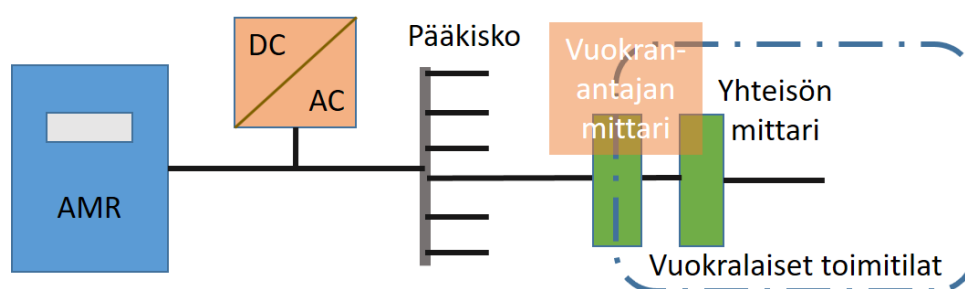 DC
AC
Pääkisko
Vuokran-
antajan
mittari
Yhteisön
mittari
AMR
Vuokralaiset toimitilat